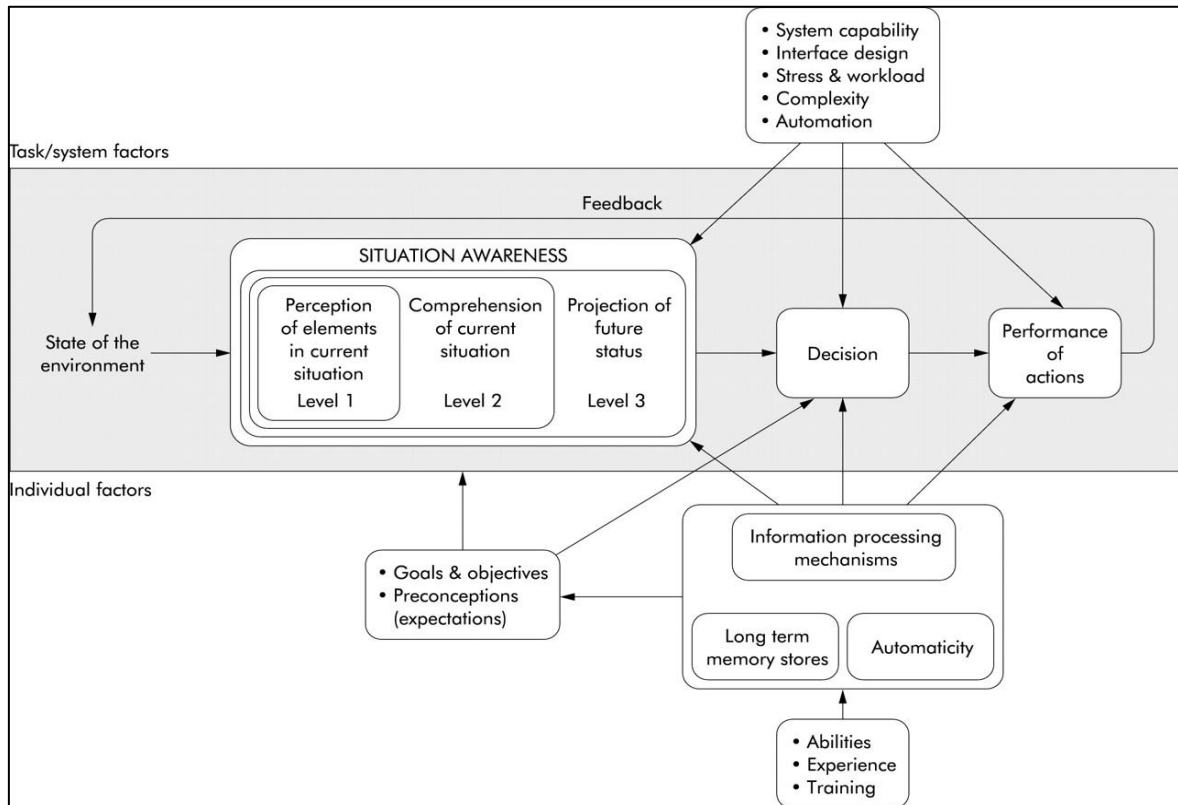 • System capability
• Interface design
• Stress & workload
• Complexity
• Automation
Task/system factors
Feedback
SITUATION AWARENESS
Perception
of elements
in current
situation
Level 1
Comprehension
of current
situation
Level 2
Projection of
future
status
Level 3
State of the
environment
Decision
Performance
of
actions
Individual factors
• Goals & objectives
• Preconceptions
(expectations)
Information processing
mechanisms
Long term
memory stores
Automaticity
• Abilities
• Experience
• Training